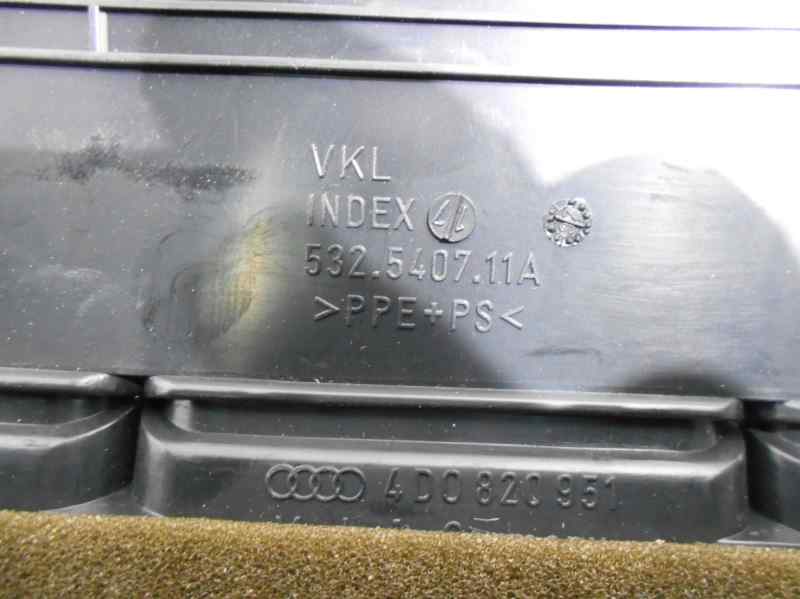 VKL
INDEX
532.5407.11A
>PPE+PS<
4D0 820 951